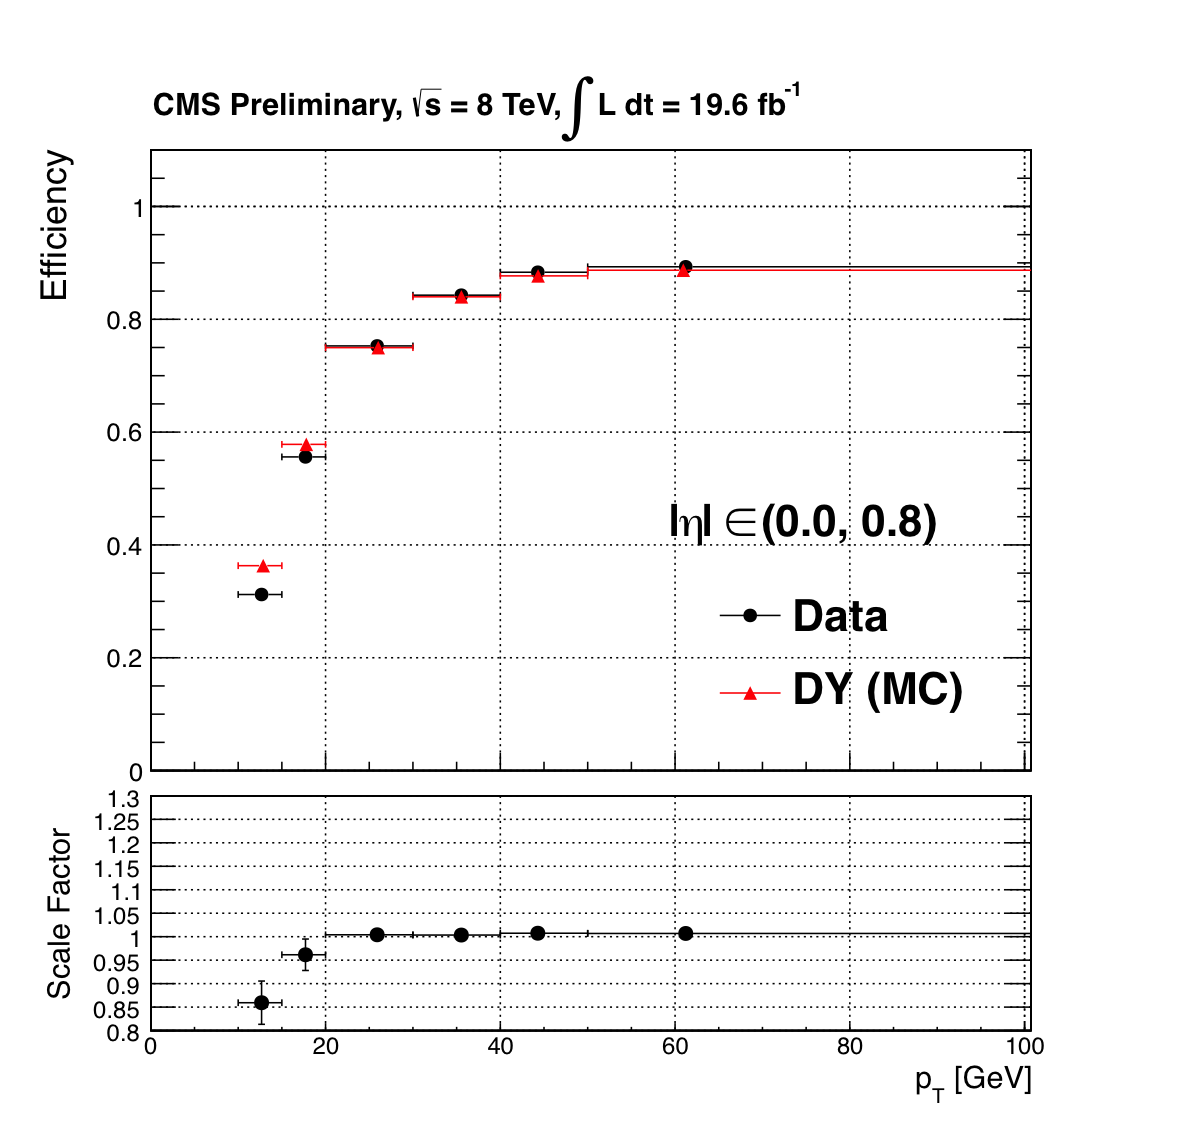 CMS Preliminary, √s = 8 TeV, ∫ L dt = 19.6 fb⁻¹
Efficiency
1
0.8
0.6
0.4
0.2
0
|η| ∈(0.0, 0.8)
Data
DY (MC)
Scale Factor
1.3
1.25
1.2
1.15
1.1
1.05
1
0.95
0.9
0.85
0.8
0 20 40 60 80 100
p_T [GeV]